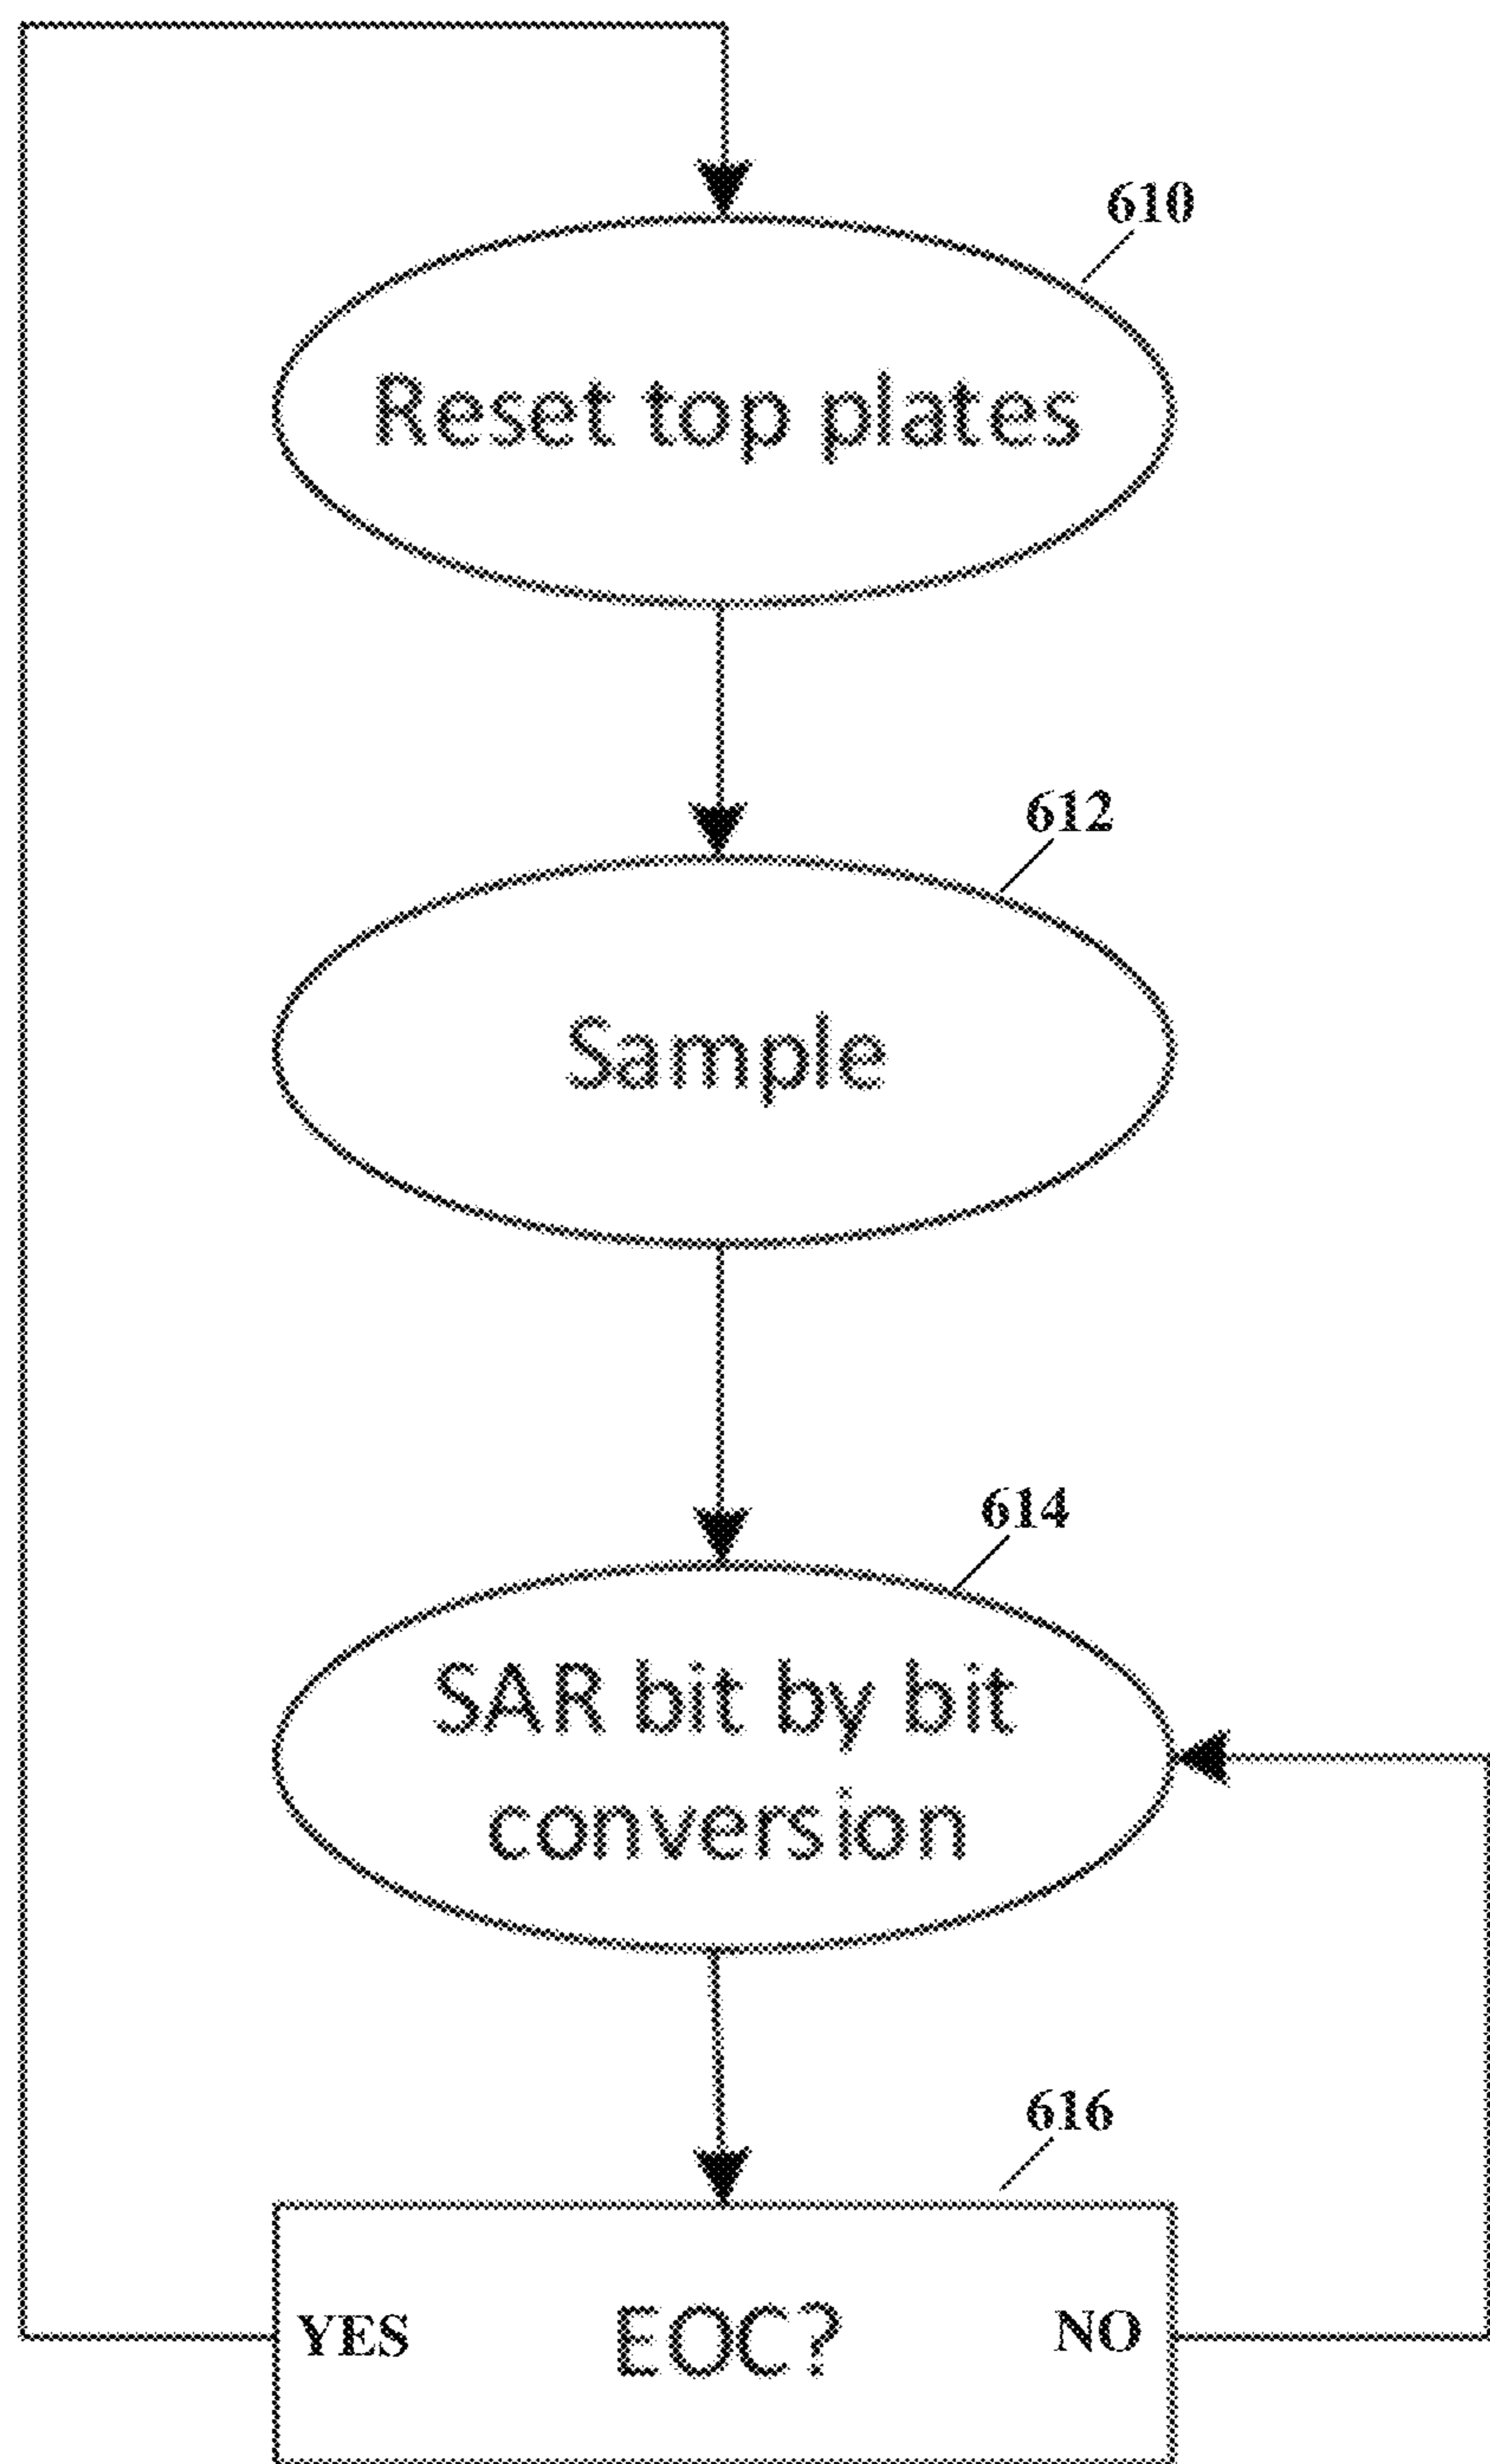 610
Reset top plates
612
Sample
614
SAR bit by bit
conversion
616
YES EOC? NO